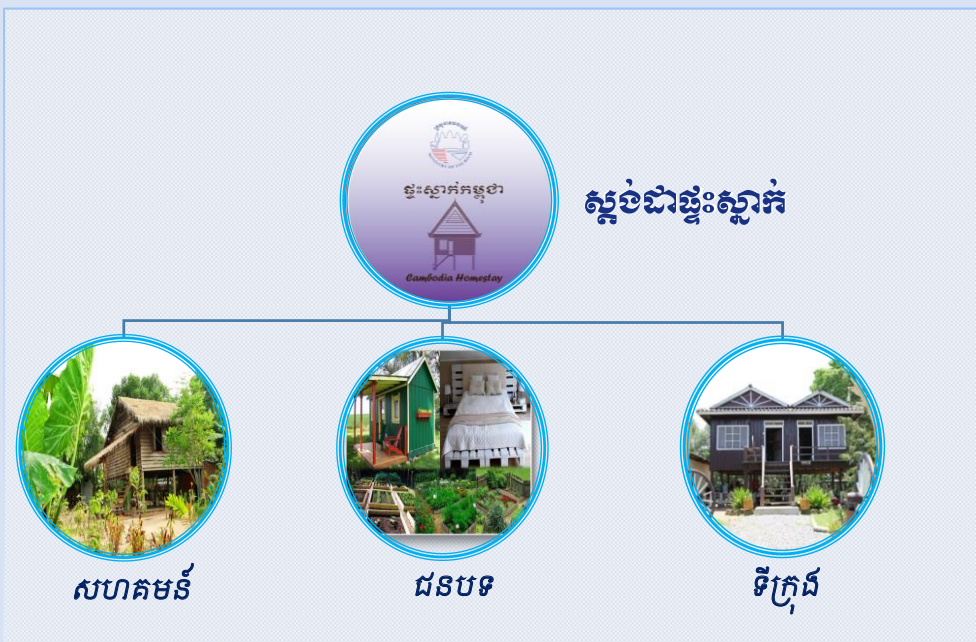 ផ្ទះស្នាក់កម្ពុជា
Cambodia Homestay
ស្តង់ដាផ្ទះស្នាក់
សហគមន៍
ជនបទ
ទីក្រុង